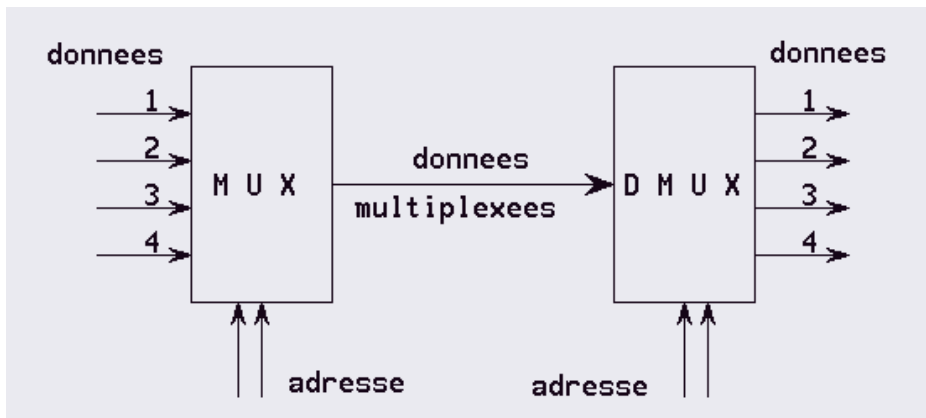 donnees
donnees
1
1
2
donnees
2
M U X
D M U X
3
multiplexees
3
4
4
adresse
adresse